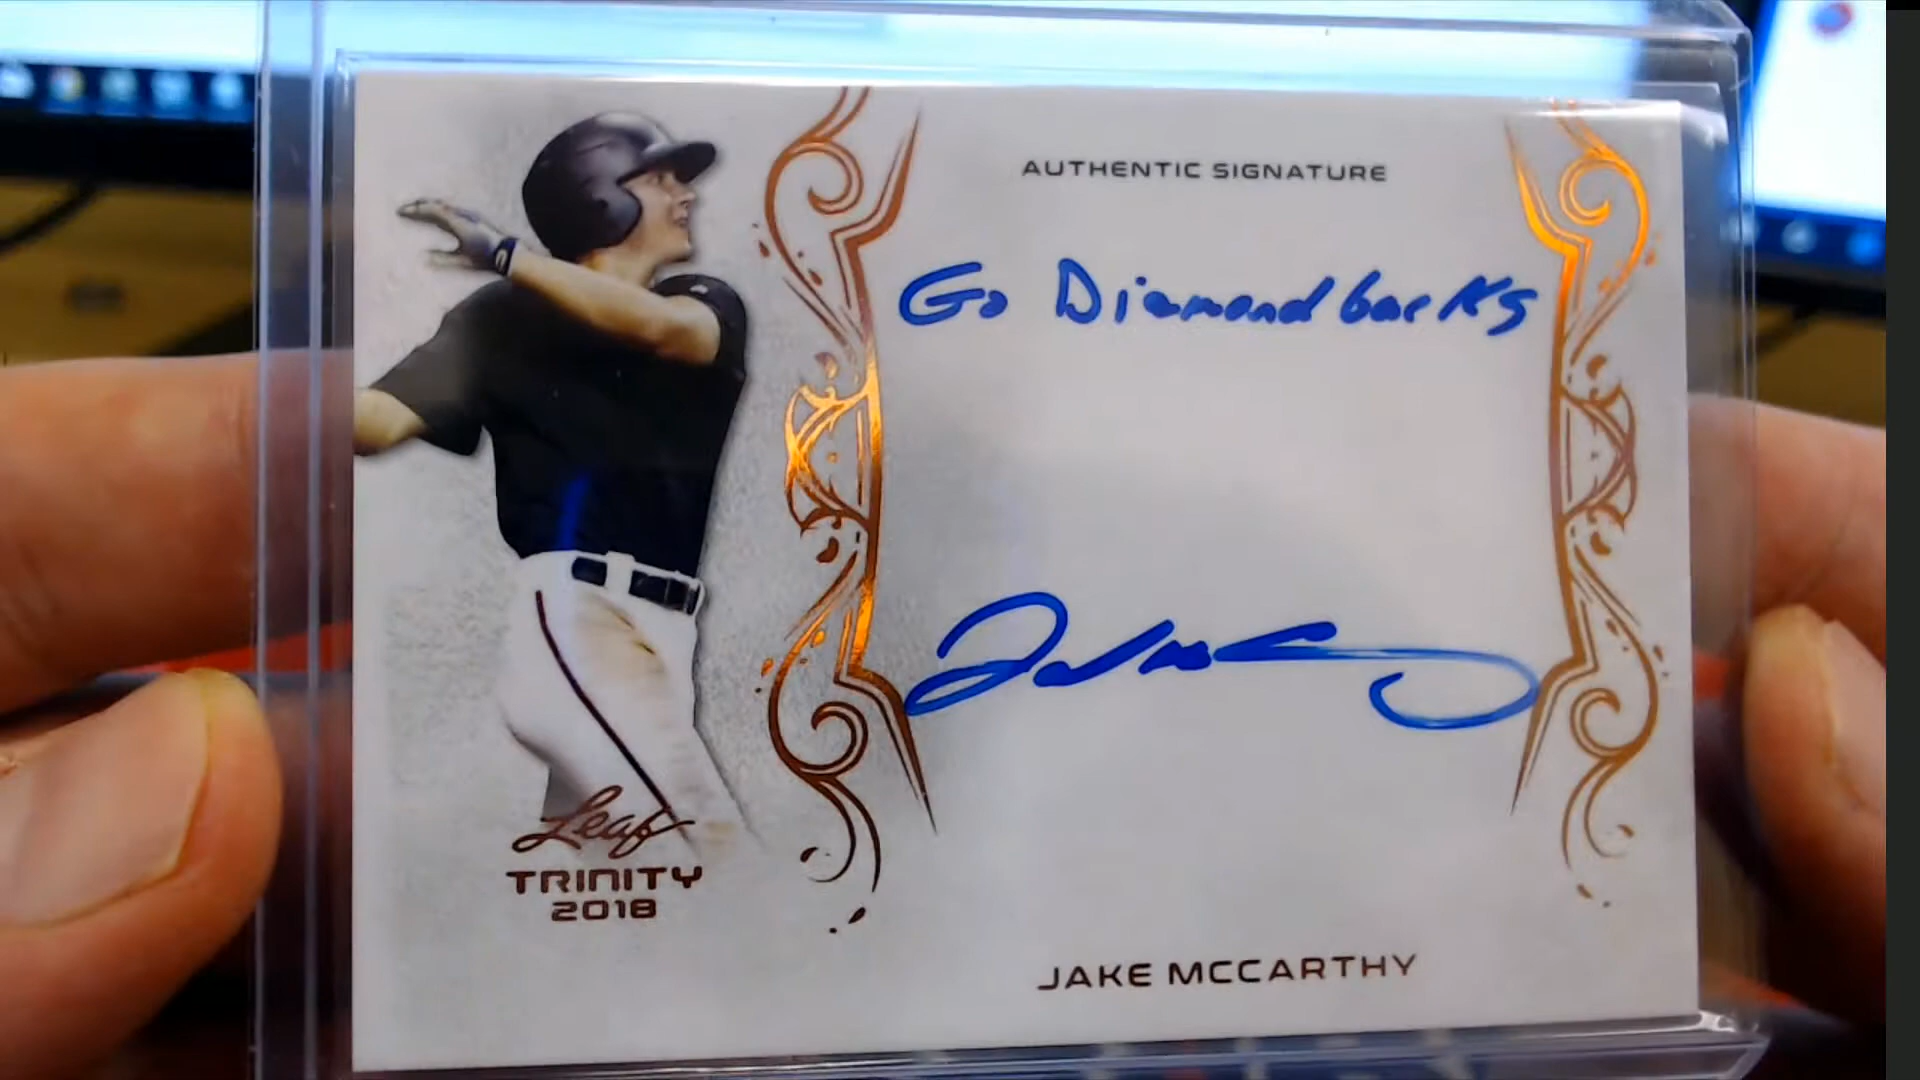 AUTHENTIC SIGNATURE
Go Diamondbacks
Leaf
TRINITY
2018
JAKE MCCARTHY